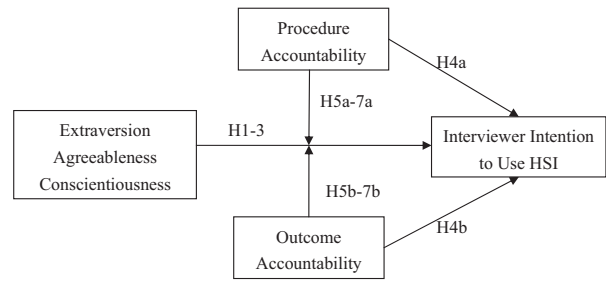 Procedure
Accountability
H4a
H5a-7a
Extraversion
Agreeableness
Conscientiousness
H1-3
Interviewer Intention
to Use HSI
H5b-7b
Outcome
Accountability
H4b